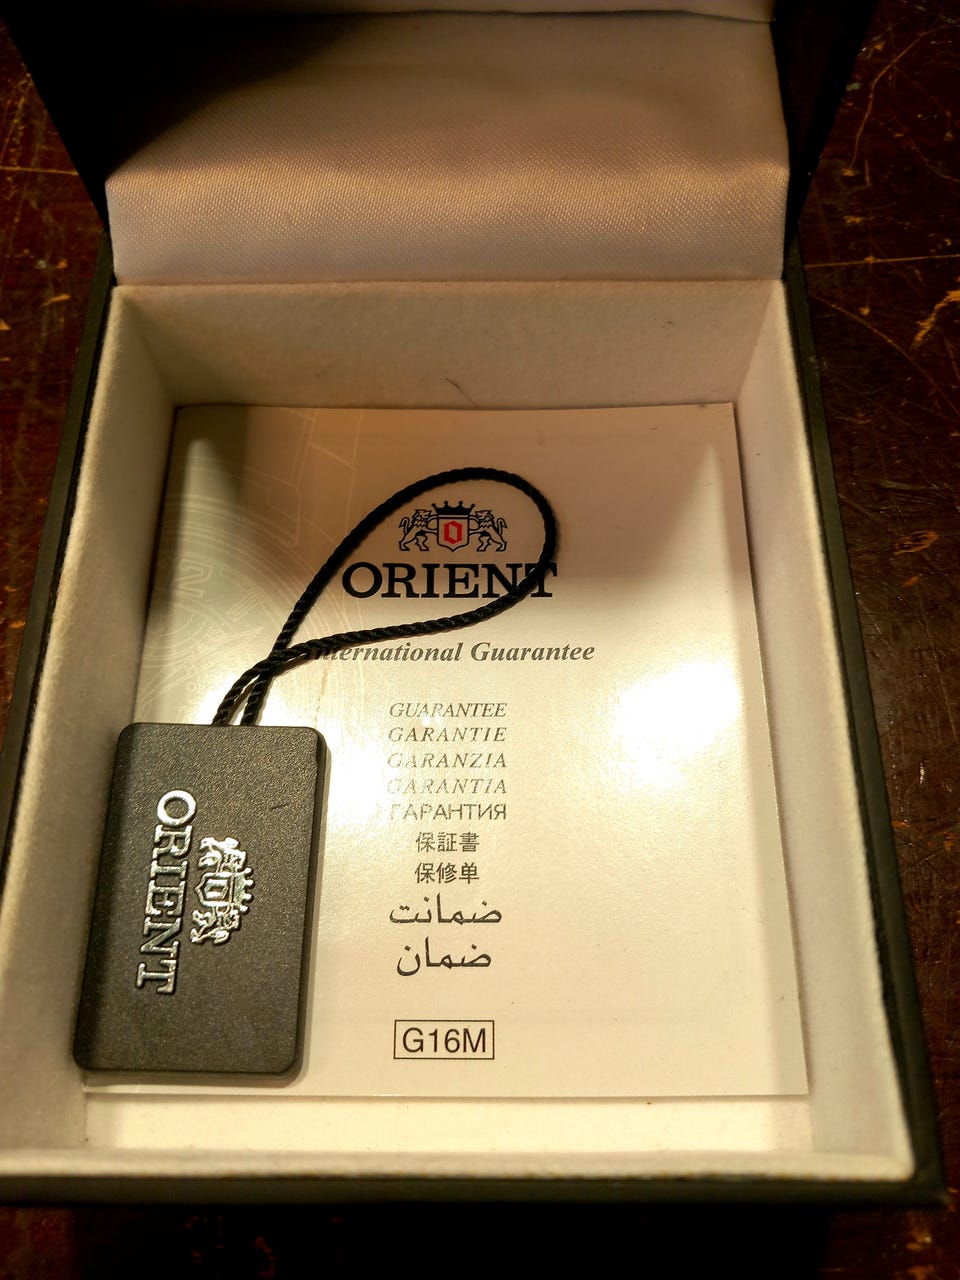 ORIENT
International Guarantee
GUARANTEE
GARANTIE
GARANZIA
GARANTIA
ГАРАНТИЯ
保証書
保修单
ضمانت
ضمان
G16M
ORIENT